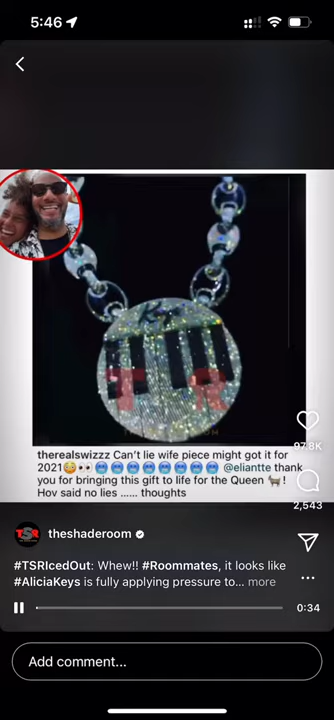 5:46
therealswizzz Can't lie wife piece might got it for
2021😳👀🥶🥶🥶🥶🥶🥶🥶🥶 @eliantte thank
you for bringing this gift to life for the Queen 🐈‍⬛!
Hov said no lies ...... thoughts
97.8K
2,543
TSR
theshaderoom
#TSRIcedOut: Whew!! #Roommates, it looks like
#AliciaKeys is fully applying pressure to... more
0:34
Add comment...